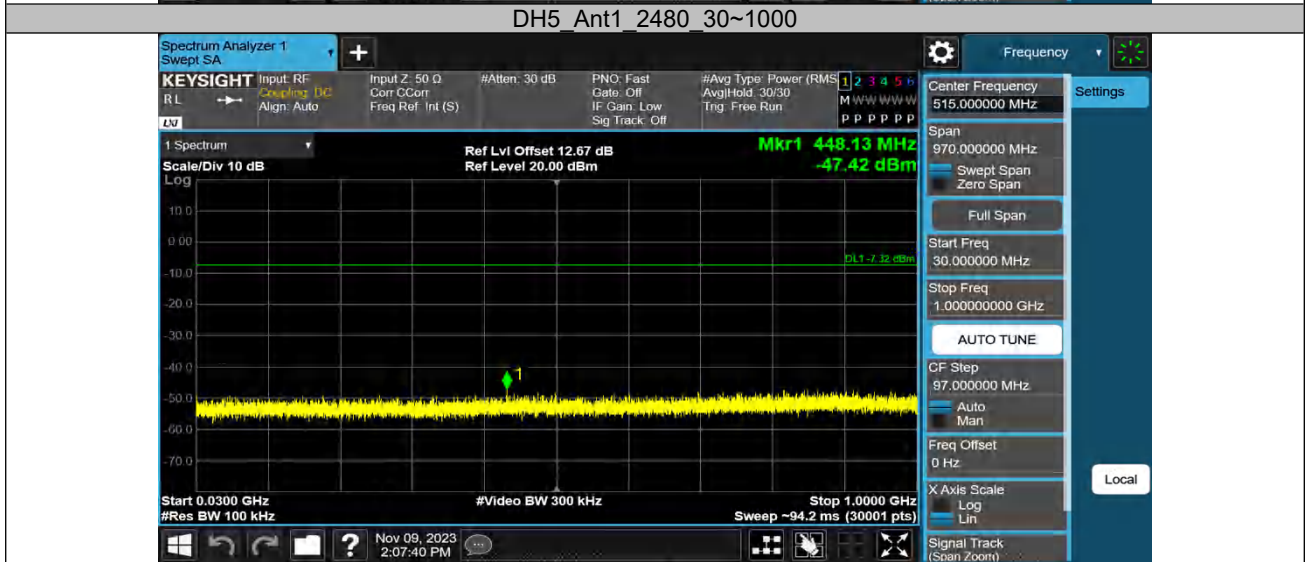 DH5_Ant1_2480_30~1000
Spectrum Analyzer 1
Swept SA
+
Frequency
KEYSIGHT
RL
LXI
Input: RF
Coupling: DC
Align: Auto
Input Z: 50 Ω
Corr CCorr
Freq Ref: Int (S)
#Atten: 30 dB
PNO: Fast
Gate: Off
IF Gain: Low
Sig Track: Off
#Avg Type: Power (RMS
Avg|Hold: 30/30
Trig: Free Run
1 2 3 4 5 6
M W W W W W
P P P P P P
Center Frequency
515.000000 MHz
Settings
1 Spectrum
Scale/Div 10 dB
Ref Lvl Offset 12.67 dB
Ref Level 20.00 dBm
Mkr1 448.13 MHz
-47.42 dBm
Span
970.000000 MHz
Swept Span
Zero Span
Full Span
Log
10.0
0.00
-10.0
-20.0
-30.0
-40.0
-50.0
-60.0
-70.0
DL1 -7.32 dBm
1
Start Freq
30.000000 MHz
Stop Freq
1.000000000 GHz
AUTO TUNE
CF Step
97.000000 MHz
Auto
Man
Freq Offset
0 Hz
X Axis Scale
Log
Lin
Local
Start 0.0300 GHz
#Res BW 100 kHz
#Video BW 300 kHz
Stop 1.0000 GHz
Sweep ~94.2 ms (30001 pts)
?
Nov 09, 2023
2:07:40 PM
Signal Track
(Span Zoom)